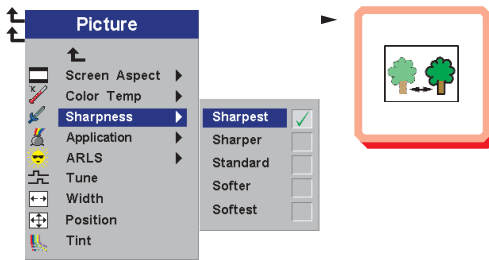 Picture
Screen Aspect
Color Temp
Sharpness
Application
ARLS
Tune
Width
Position
Tint
Sharpest
Sharper
Standard
Softer
Softest